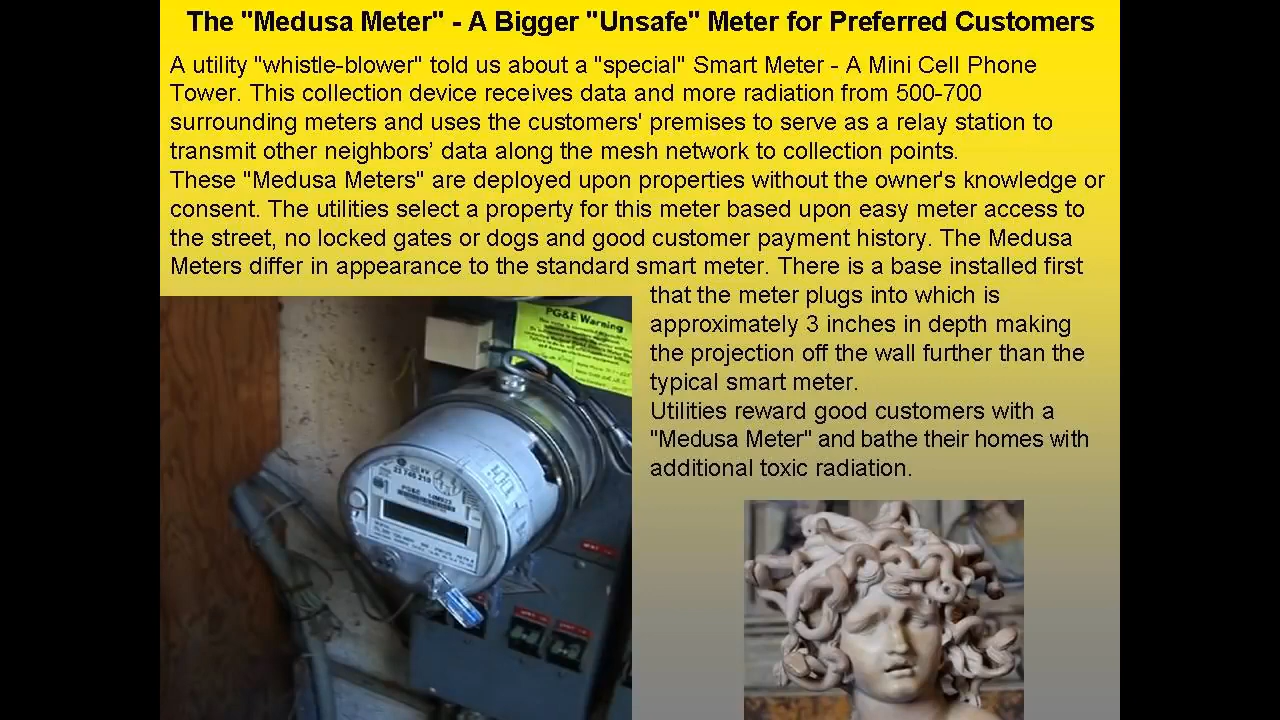 The "Medusa Meter" - A Bigger "Unsafe" Meter for Preferred Customers
A utility "whistle-blower" told us about a "special" Smart Meter - A Mini Cell Phone
Tower. This collection device receives data and more radiation from 500-700
surrounding meters and uses the customers' premises to serve as a relay station to
transmit other neighbors’ data along the mesh network to collection points.
These "Medusa Meters" are deployed upon properties without the owner's knowledge or
consent. The utilities select a property for this meter based upon easy meter access to
the street, no locked gates or dogs and good customer payment history. The Medusa
Meters differ in appearance to the standard smart meter. There is a base installed first
that the meter plugs into which is
approximately 3 inches in depth making
the projection off the wall further than the
typical smart meter.
Utilities reward good customers with a
"Medusa Meter" and bathe their homes with
additional toxic radiation.
PG&E Warning
PG&E